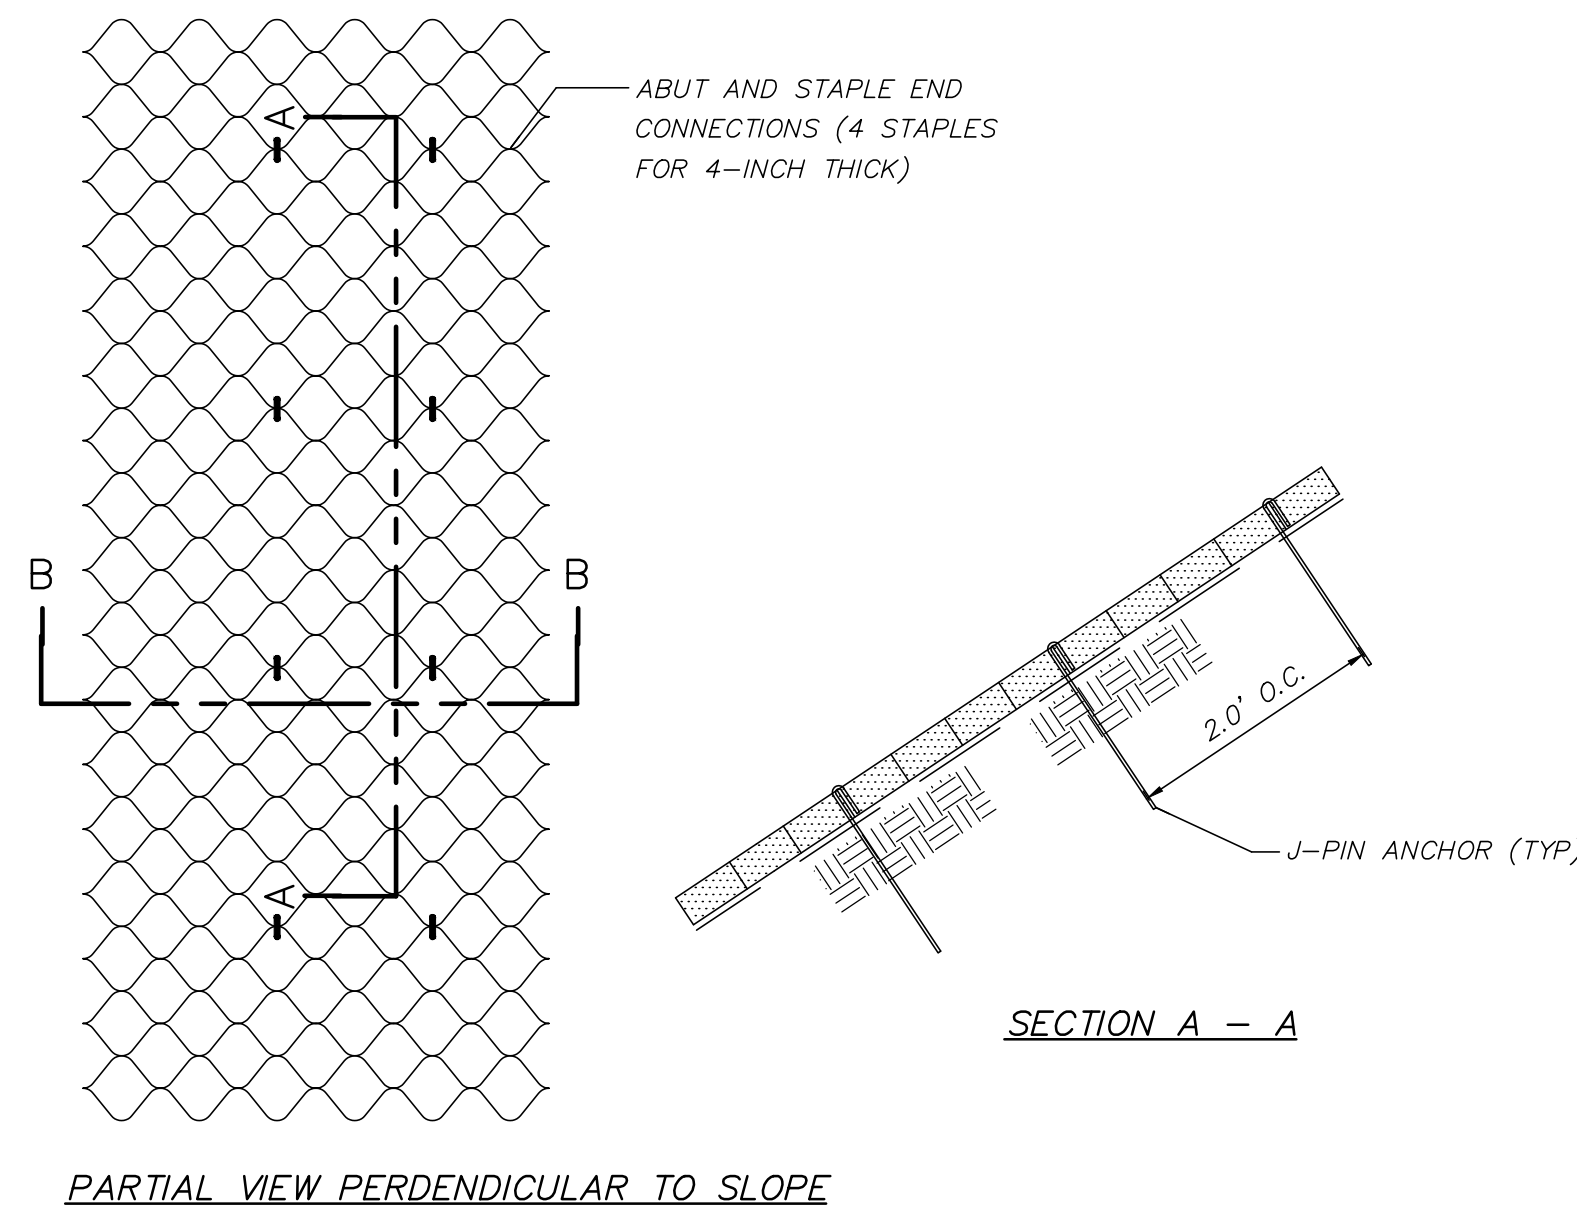 ABUT AND STAPLE END
CONNECTIONS (4 STAPLES
FOR 4-INCH THICK)
A
B
B
A
2.0' O.C.
J-PIN ANCHOR (TYP)
SECTION A - A
PARTIAL VIEW PERDENDICULAR TO SLOPE